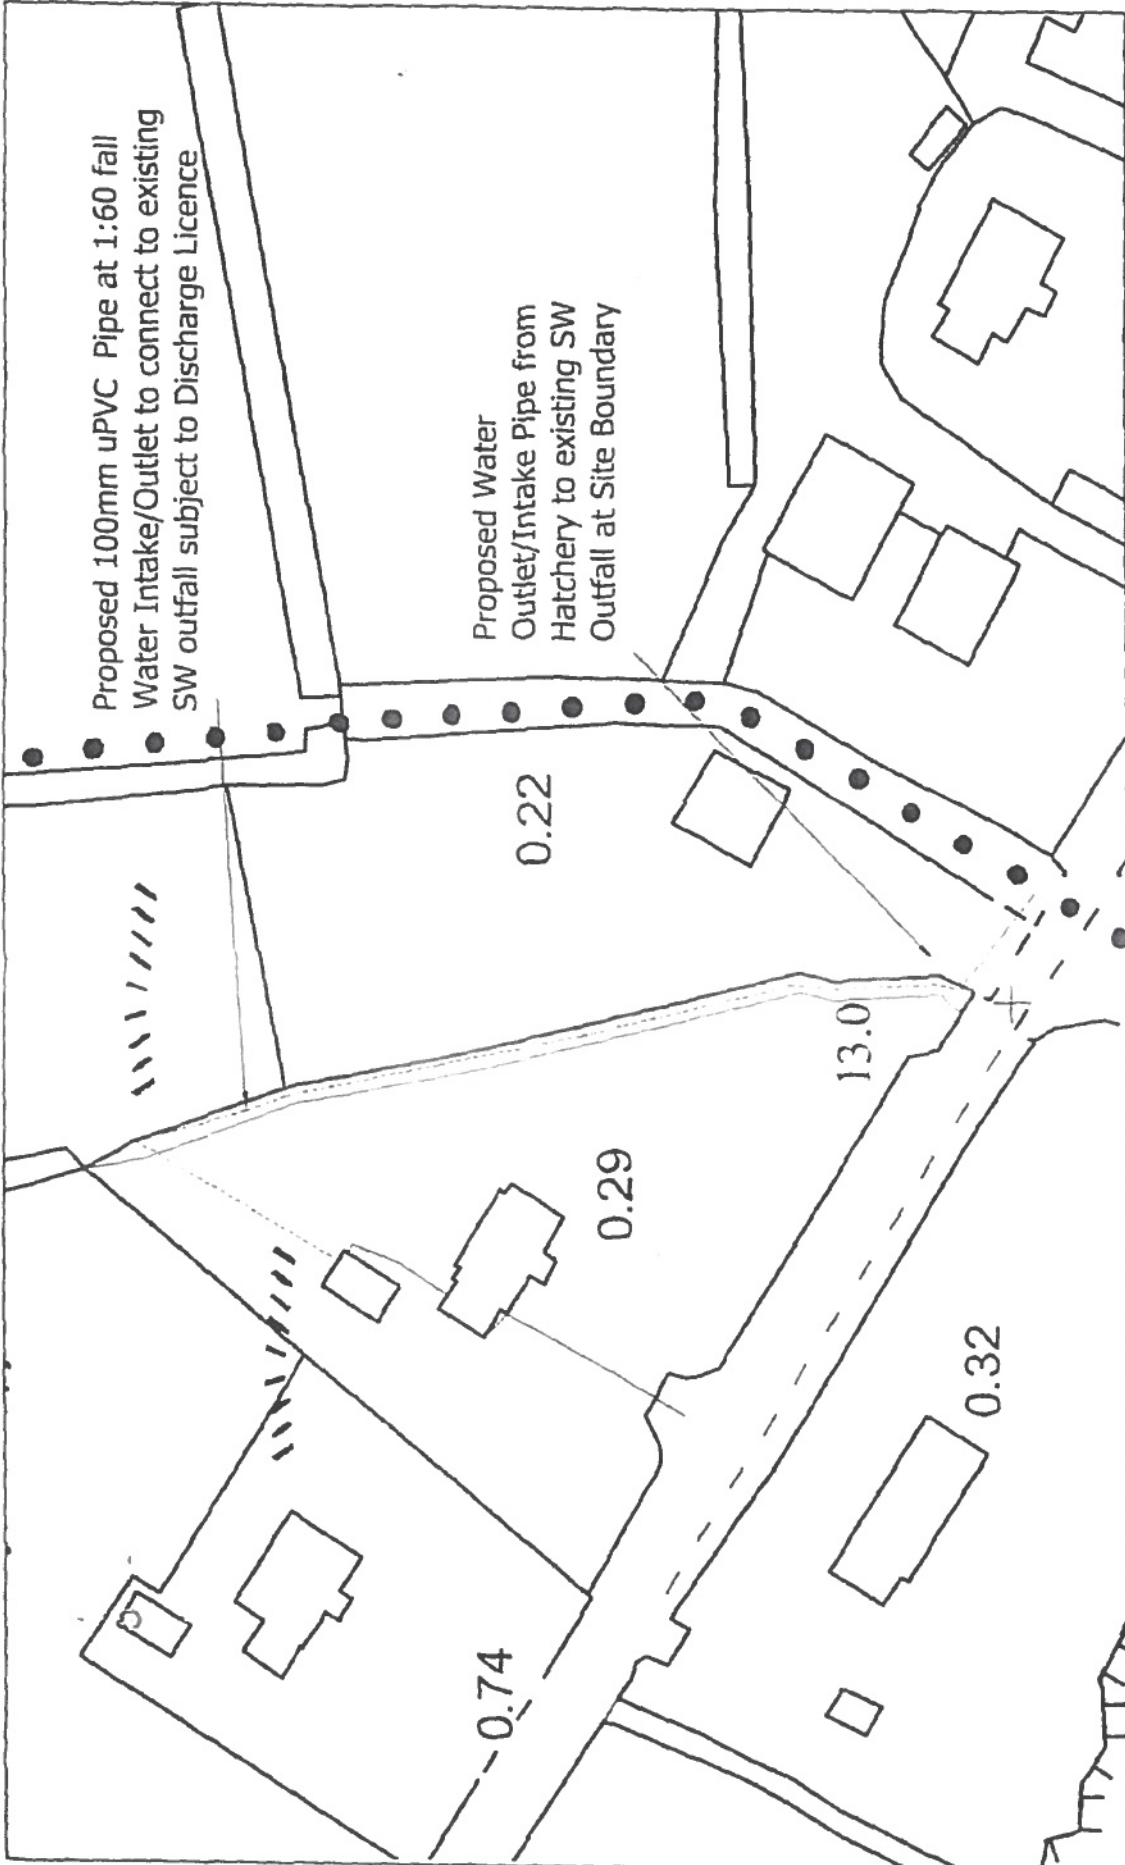 Proposed 100mm uPVC Pipe at 1:60 fall
Water Intake/Outlet to connect to existing
SW outfall subject to Discharge Licence
Proposed Water
Outlet/Intake Pipe from
Hatchery to existing SW
Outfall at Site Boundary
0.22
13.0
0.29
0.32
0.74